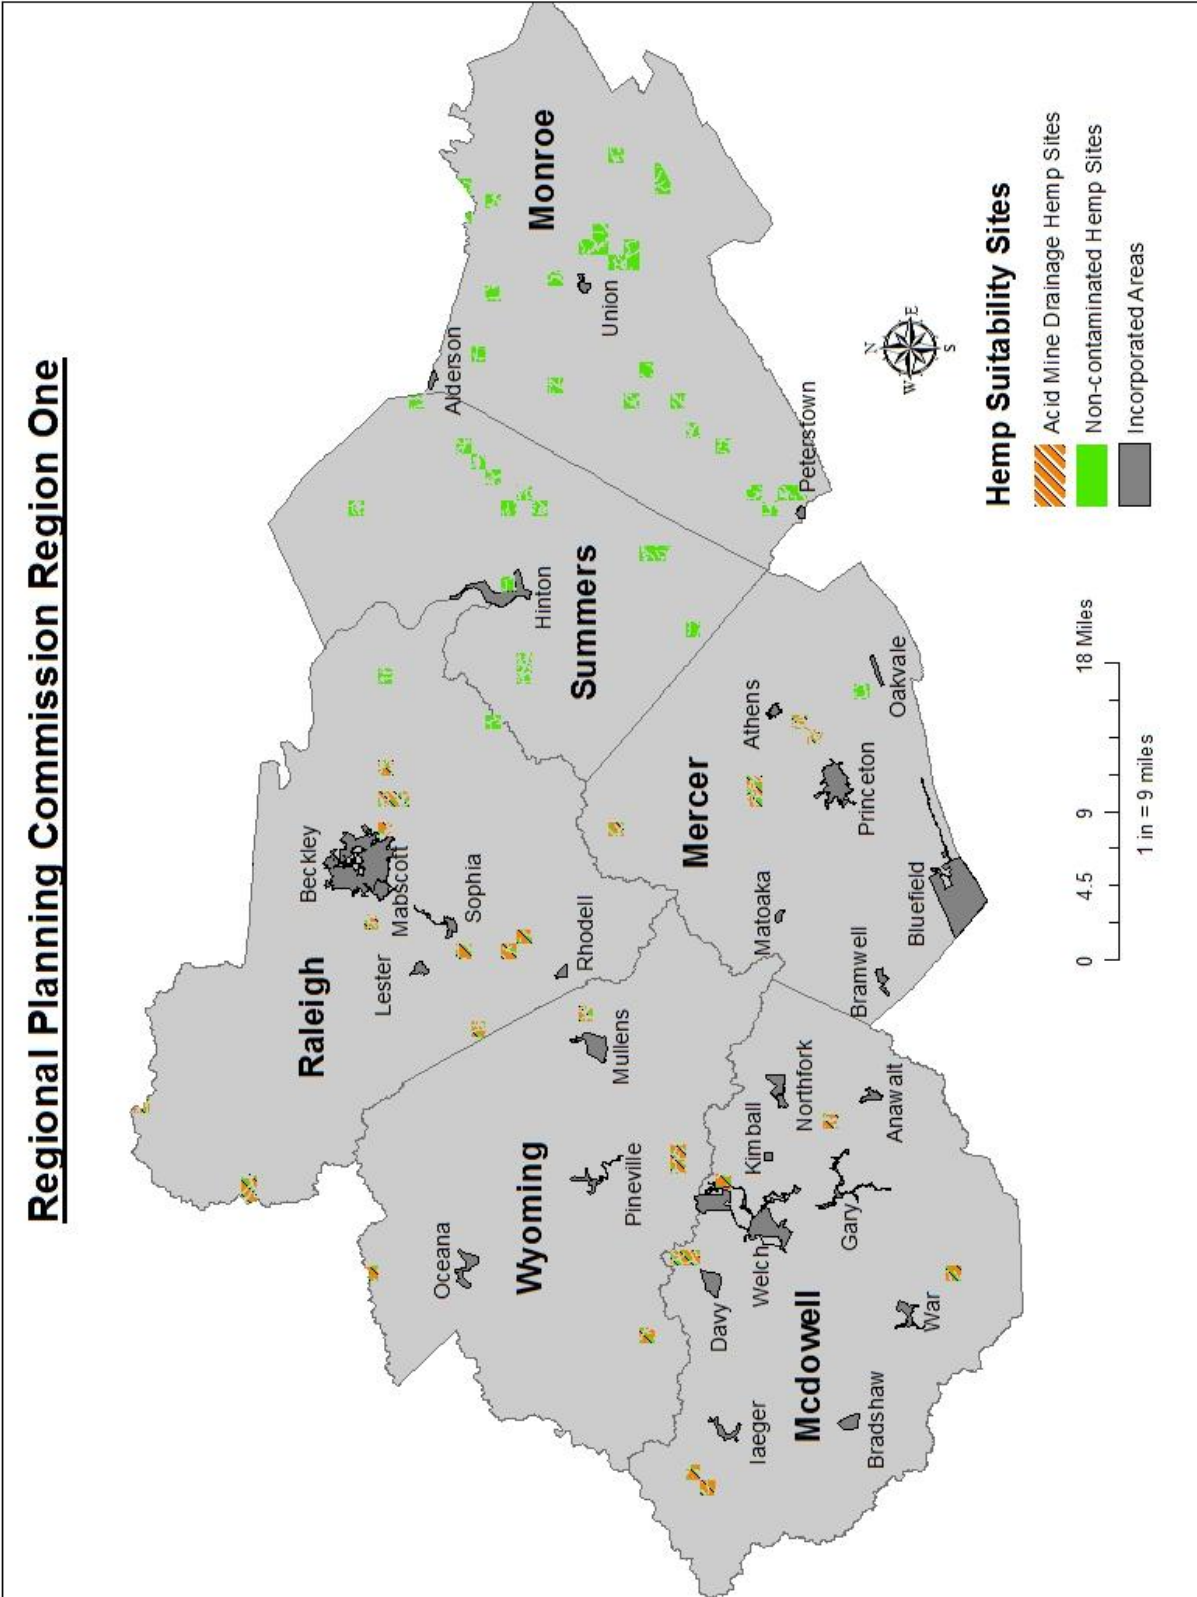 Regional Planning Commission Region One
Raleigh
Beckley
Mabscott
Sophia
Lester
Rhodell
Wyoming
Oceana
Pineville
Mullens
Summers
Hinton
Monroe
Alderson
Union
Peterstown
Mercer
Athens
Princeton
Oakvale
Matoaka
Bramwell
Bluefield
Mcdowell
Iaeger
Davy
Welch
Kimball
Northfork
Gary
Anawalt
Bradshaw
War
N
W E
S
Hemp Suitability Sites
Acid Mine Drainage Hemp Sites
Non-contaminated Hemp Sites
Incorporated Areas
0 4.5 9 18 Miles
1 in = 9 miles